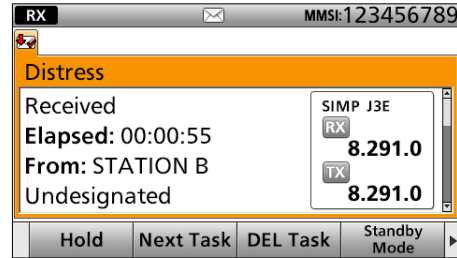 RX MMSI:123456789
Distress
Received
Elapsed: 00:00:55
From: STATION B
Undesignated
SIMP J3E
RX
8.291.0
TX
8.291.0
Hold Next Task DEL Task Standby Mode